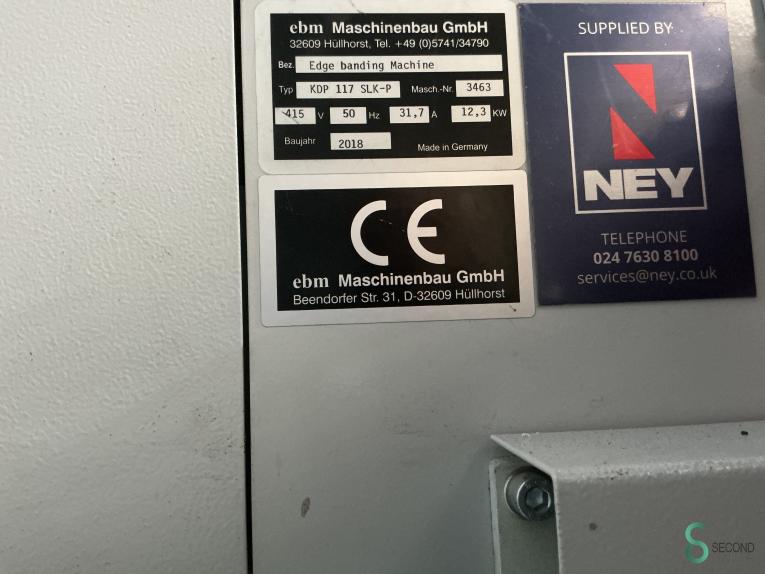 ebm Maschinenbau GmbH
32609 Hüllhorst, Tel. +49 (0)5741/34790
Bez. Edge banding Machine
Typ KDP 117 SLK-P Masch.-Nr. 3463
415 V 50 Hz 31,7 A 12,3 KW
Baujahr 2018 Made in Germany
CE
ebm Maschinenbau GmbH
Beendorfer Str. 31, D-32609 Hüllhorst
SUPPLIED BY
NEY
TELEPHONE
024 7630 8100
services@ney.co.uk
SECOND